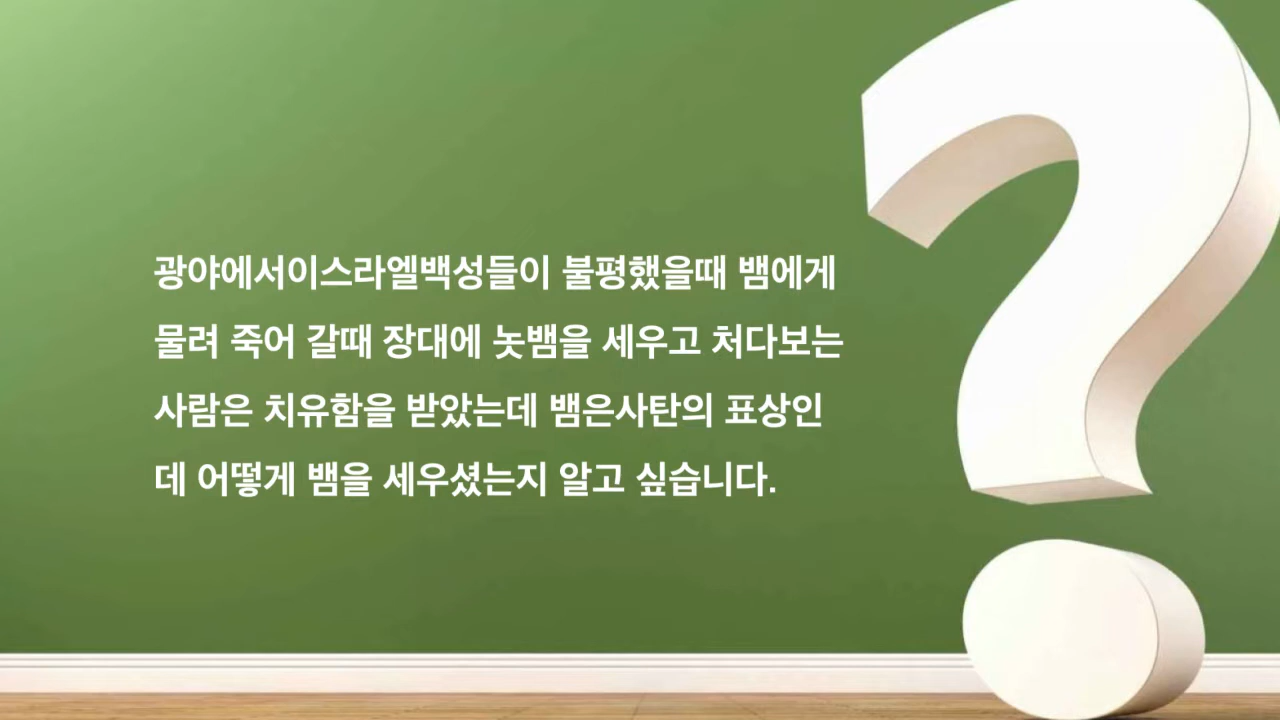 광야에서이스라엘백성들이 불평했을때 뱀에게
물려 죽어 갈때 장대에 놋뱀을 세우고 처다보는
사람은 치유함을 받았는데 뱀은사탄의 표상인
데 어떻게 뱀을 세우셨는지 알고 싶습니다.